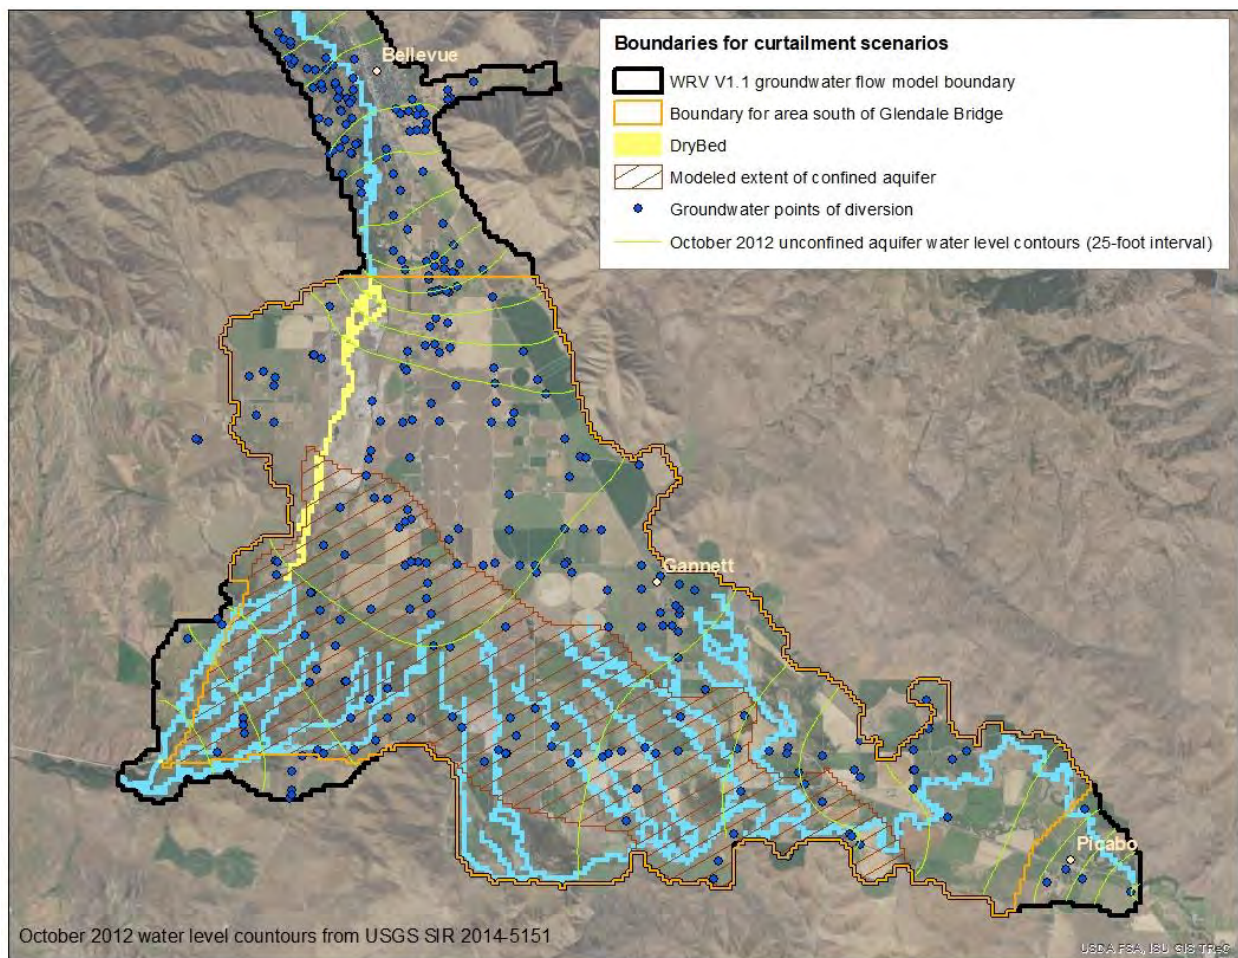 Boundaries for curtailment scenarios
WRV V1.1 groundwater flow model boundary
Boundary for area south of Glendale Bridge
DryBed
Modeled extent of confined aquifer
Groundwater points of diversion
October 2012 unconfined aquifer water level contours (25-foot interval)
Bellevue
Gannett
Picabo
October 2012 water level countours from USGS SIR 2014-5151
USDA FSA, ISU GIS TReC